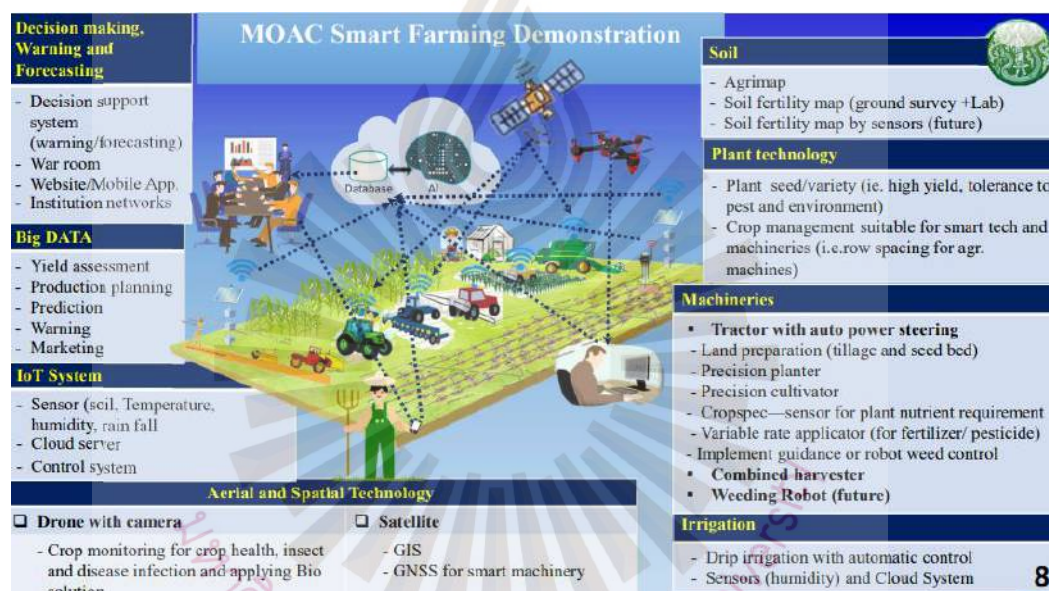 MOAC Smart Farming Demonstration
Decision making,
Warning and
Forecasting
- Decision support
system
(warning/forecasting)
- War room
- Website/Mobile App.
- Institution networks
Big DATA
- Yield assessment
- Production planning
- Prediction
- Warning
- Marketing
IoT System
- Sensor (soil, Temperature,
humidity, rain fall
- Cloud server
- Control system
Database
AI
Soil
- Agrimap
- Soil fertility map (ground survey +Lab)
- Soil fertility map by sensors (future)
Plant technology
- Plant seed/variety (ie. high yield, tolerance to
pest and environment)
- Crop management suitable for smart tech and
machineries (i.e.row spacing for agr.
machines)
Machineries
▪ Tractor with auto power steering
- Land preparation (tillage and seed bed)
- Precision planter
- Precision cultivator
- Cropspec—sensor for plant nutrient requirement
- Variable rate applicator (for fertilizer/ pesticide)
- Implement guidance or robot weed control
▪ Combined harvester
▪ Weeding Robot (future)
Irrigation
- Drip irrigation with automatic control
- Sensors (humidity) and Cloud System
Aerial and Spatial Technology
❑ Drone with camera
- Crop monitoring for crop health, insect
and disease infection and applying Bio
solution
❑ Satellite
- GIS
- GNSS for smart machinery
8